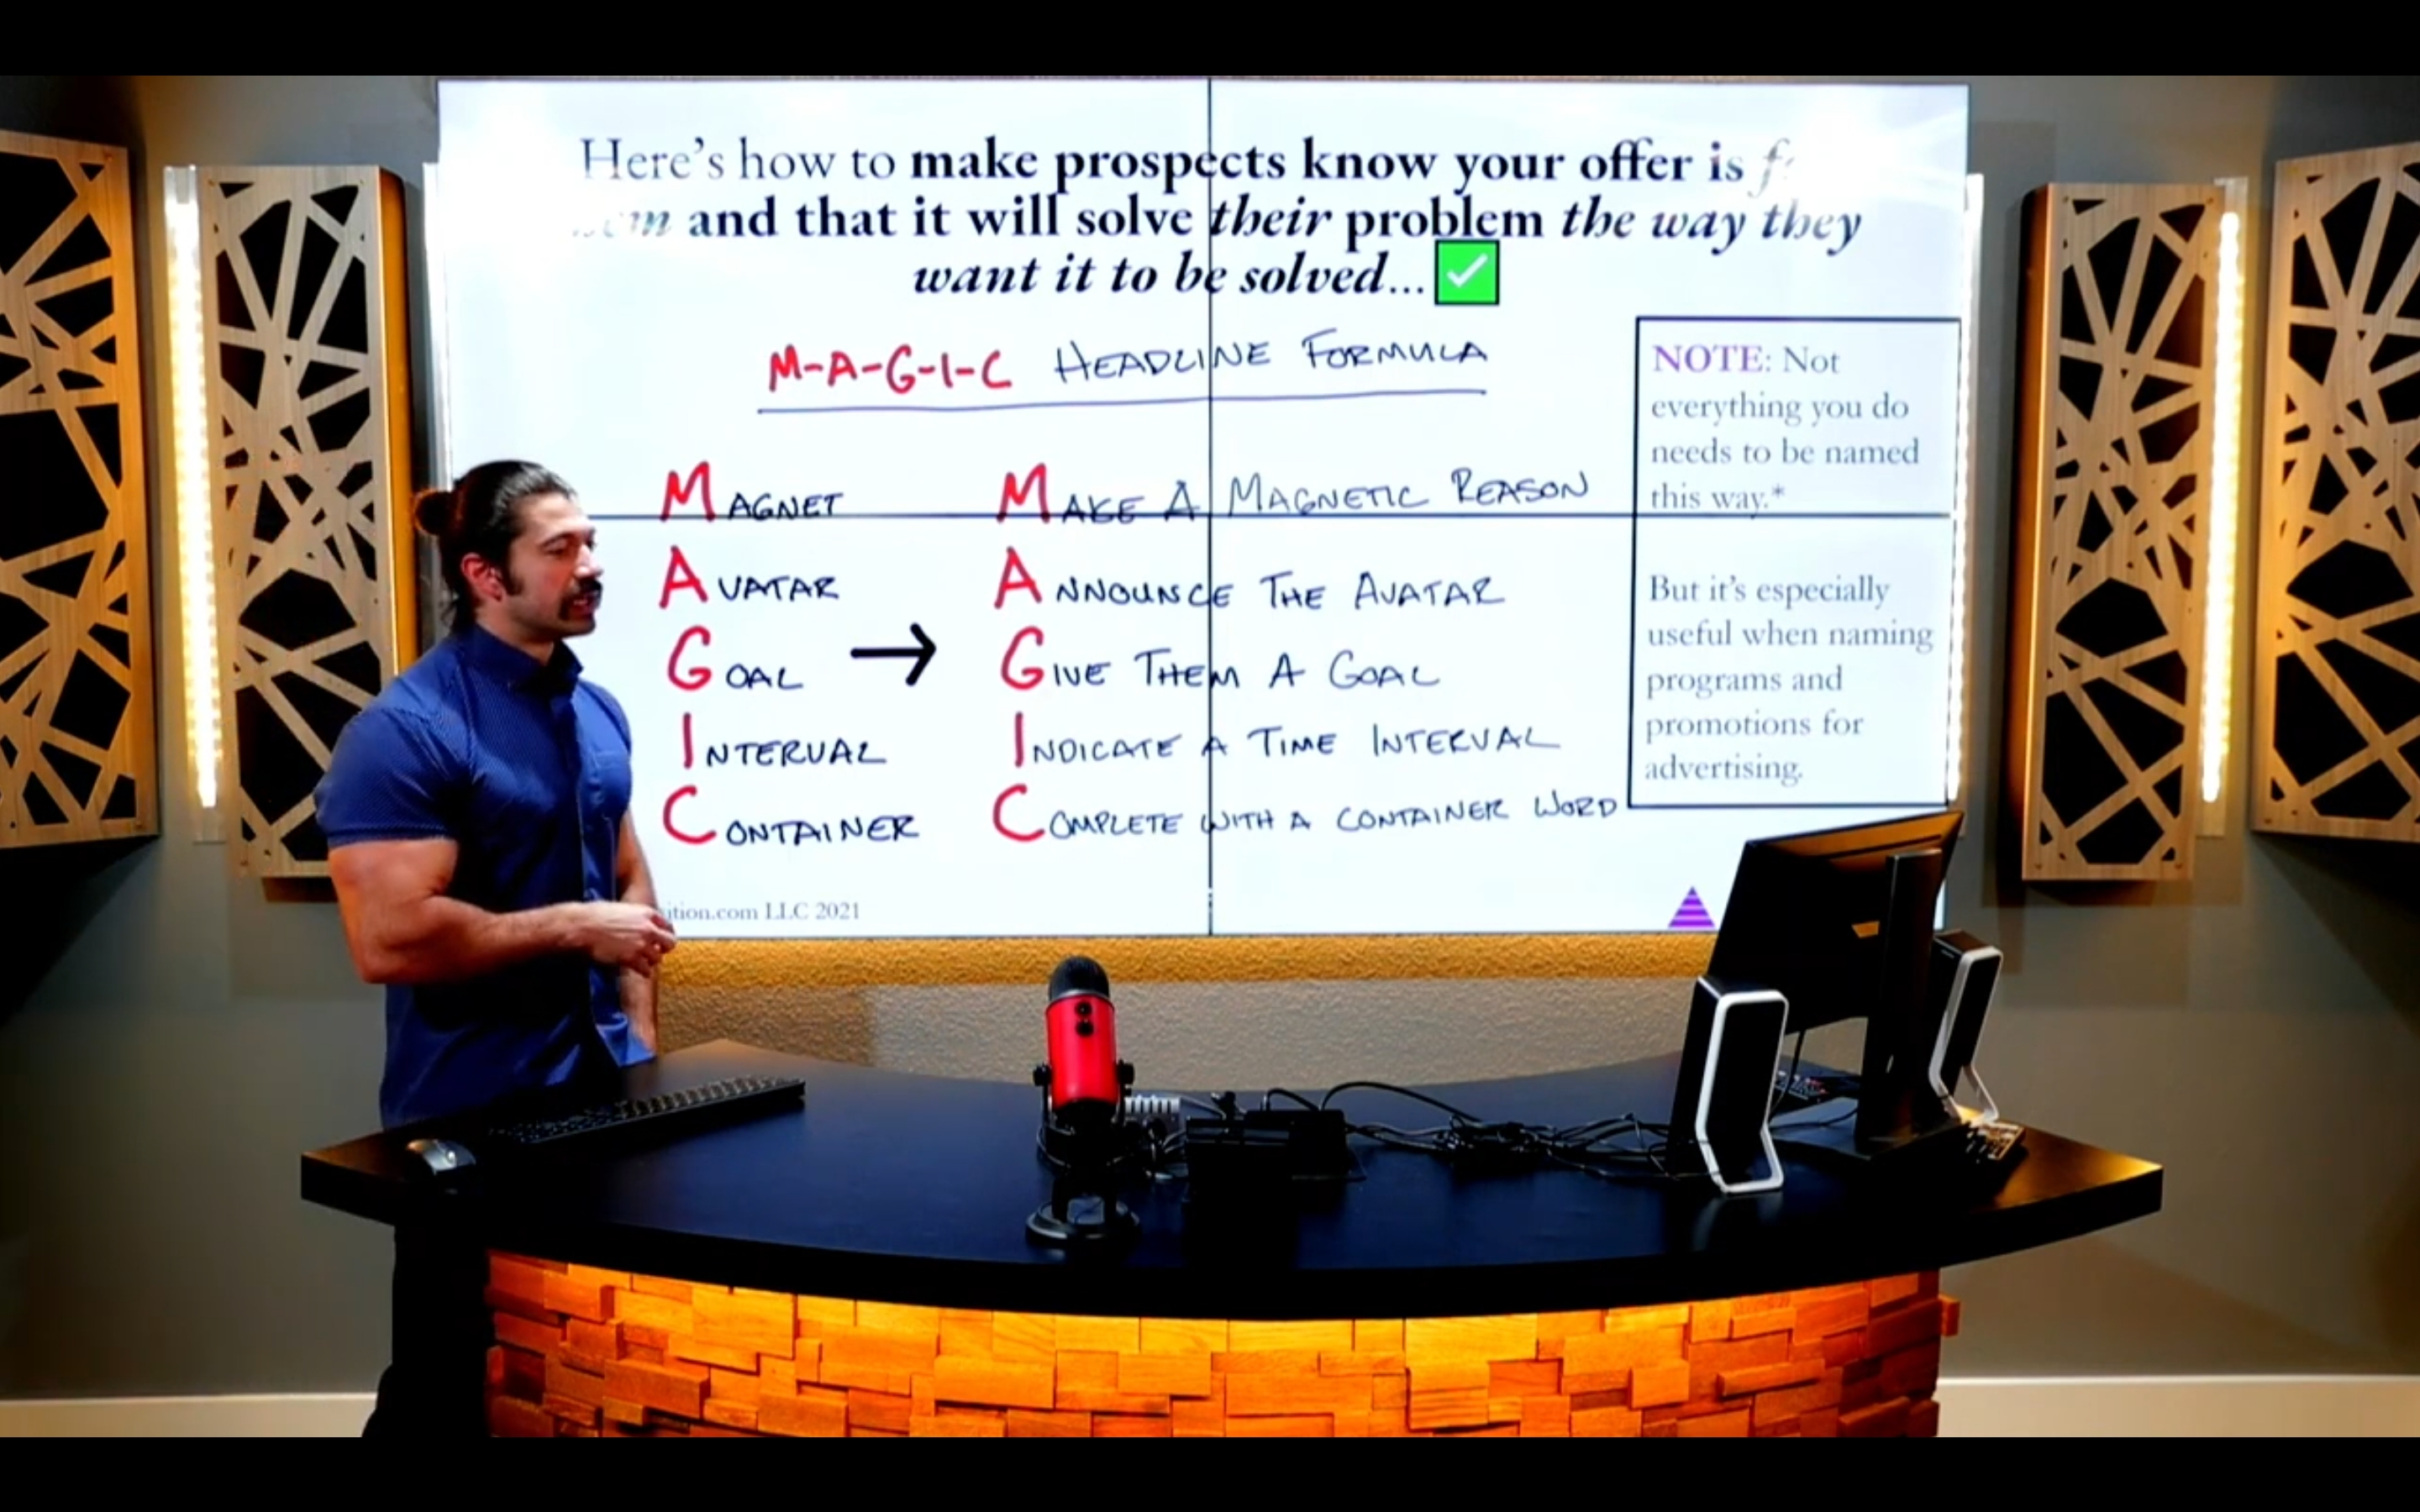 Here's how to make prospects know your offer is
and that it will solve their problem the way they
want it to be solved...
M-A-G-I-C HEADLINE FORMULA
NOTE: Not
everything you do
needs to be named
this way.*
But it's especially
useful when naming
programs and
promotions for
advertising.
MAGNET → MAKE A MAGNETIC REASON
AVATAR ANNOUNCE THE AVATAR
GOAL GIVE THEM A GOAL
INTERVAL INDICATE A TIME INTERVAL
CONTAINER COMPLETE WITH A CONTAINER WORD
LLC 2021